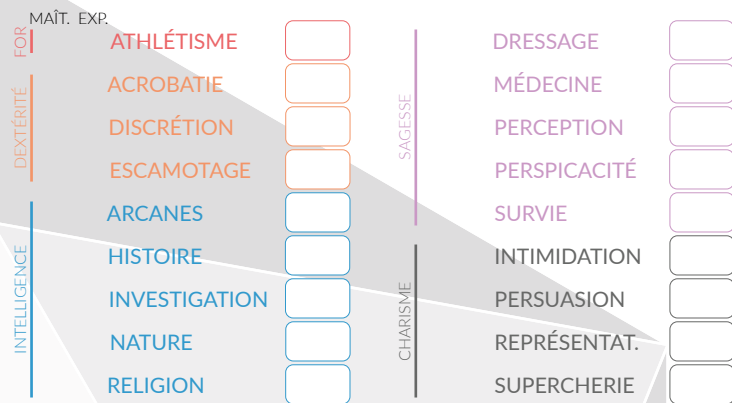 MAÎT. EXP.
FOR
ATHLÉTISME
DEXTÉRITÉ
ACROBATIE
DISCRÉTION
ESCAMOTAGE
INTELLIGENCE
ARCANES
HISTOIRE
INVESTIGATION
NATURE
RELIGION
SAGESSE
DRESSAGE
MÉDECINE
PERCEPTION
PERSPICACITÉ
SURVIE
CHARISME
INTIMIDATION
PERSUASION
REPRÉSENTAT.
SUPERCHERIE